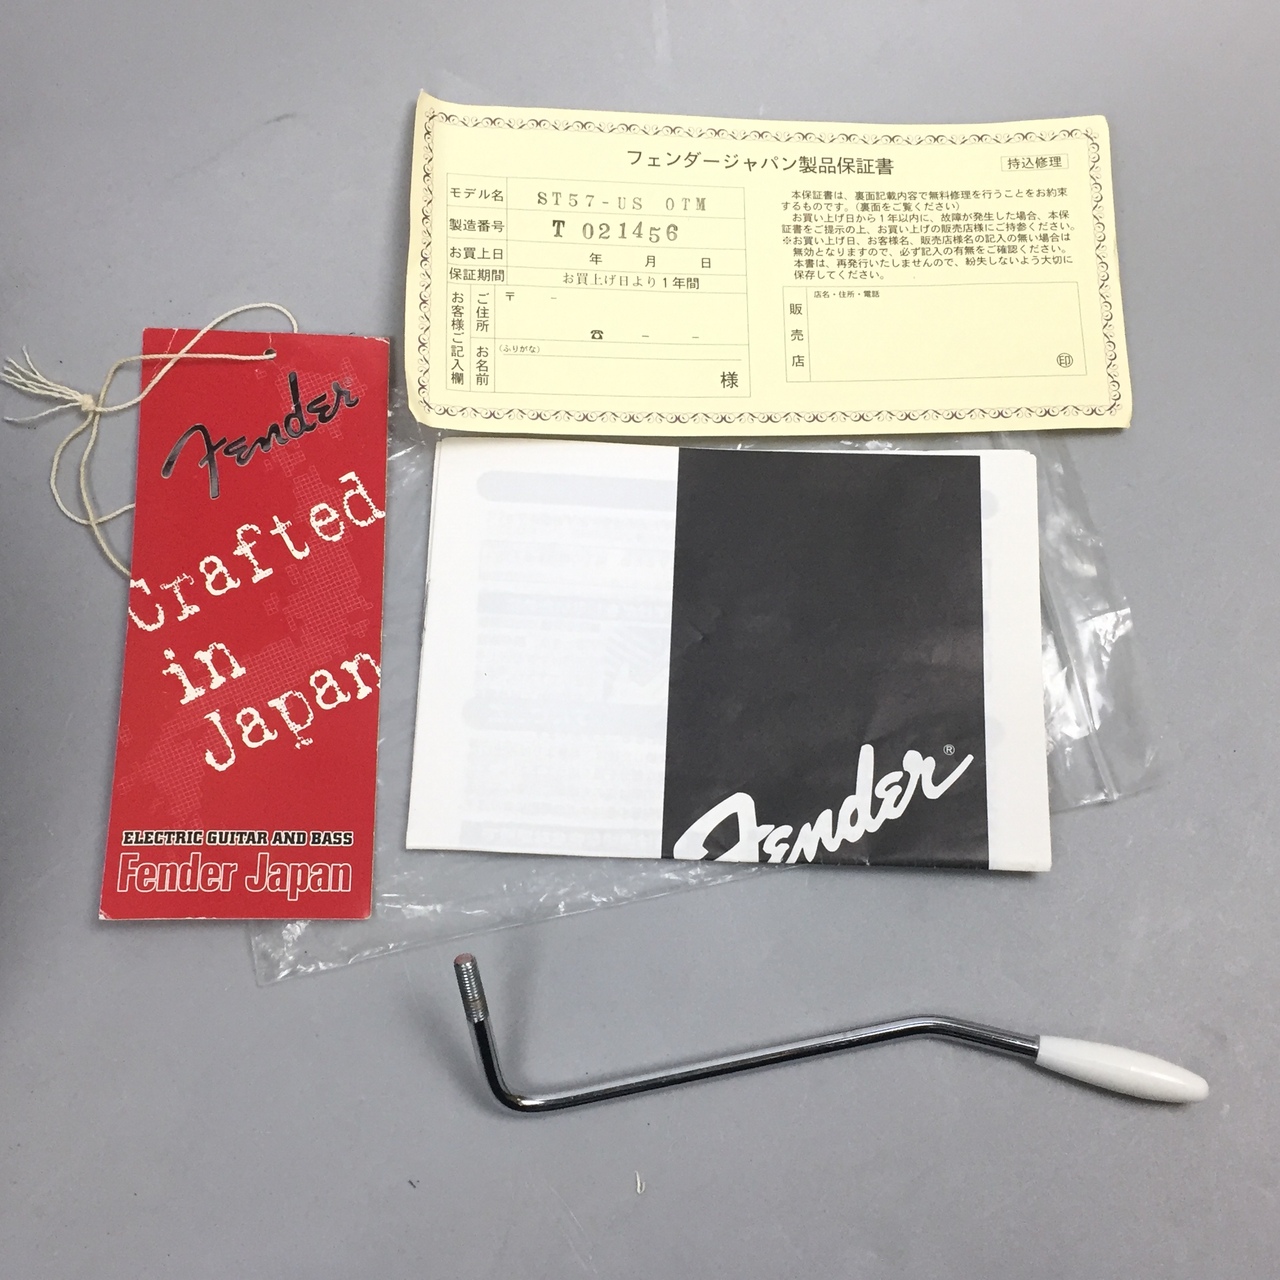 フェンダージャパン製品保証書
持込修理
モデル名 ST57-US OTM
製造番号 T 021456
お買上日 年 月 日
保証期間 お買上げ日より1年間
お客様ご記入欄
ご住所 〒 －
☎ － －
お名前 (ふりがな)
様
本保証書は、裏面記載内容で無料修理を行うことをお約束
するものです。(裏面をご覧ください)
お買い上げ日から1年以内に、故障が発生した場合、本保
証書をご提示の上、お買い上げの販売店様にご持参ください。
※お買い上げ日、お客様名、販売店様名の記入の無い場合は
無効となりますので、必ず記入の有無をご確認ください。
本書は、再発行いたしませんので、紛失しないよう大切に
保存してください。
販売店
店名・住所・電話
印
Fender
Crafted
in
Japan
ELECTRIC GUITAR AND BASS
Fender Japan
Fender®